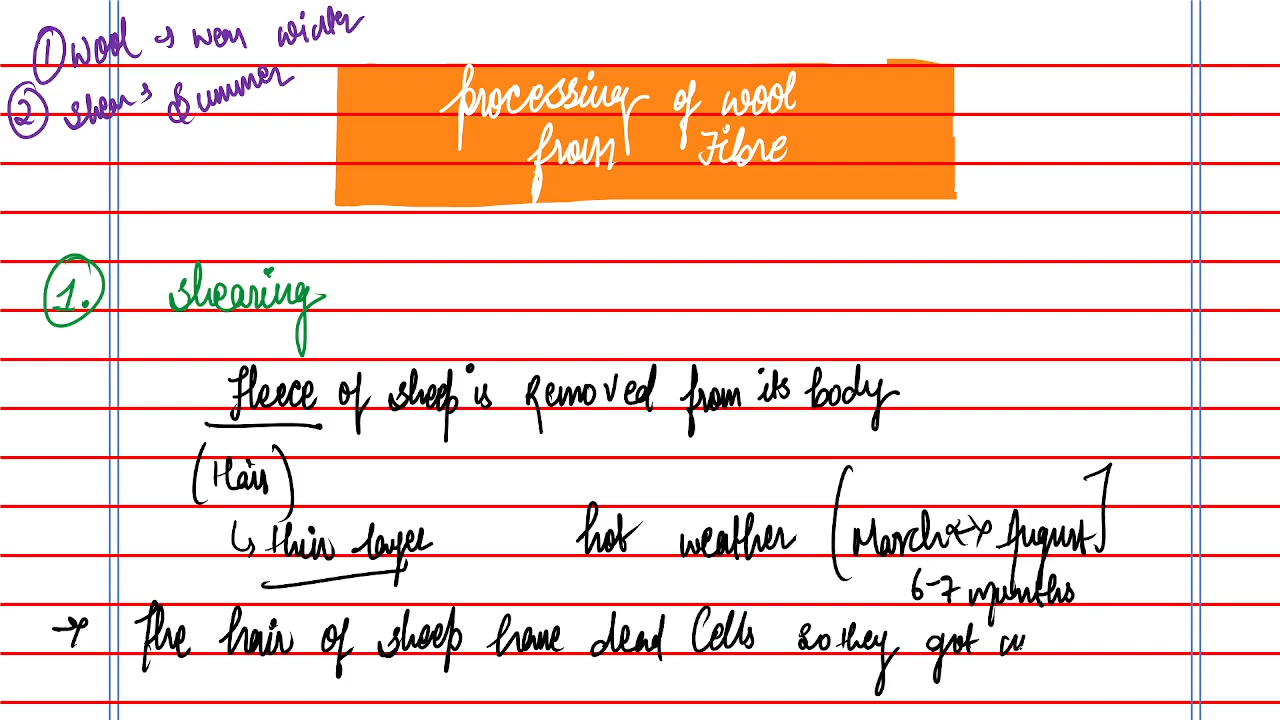 ① Wool → wear winter
② shear → Summer
processing of wool
from Fibre
1. shearing
Fleece of sheep is Removed from its body
(Hair)
↳ thin layer hot weather (March <-> August]
6-7 months
→ The hair of sheep have dead Cells so they got